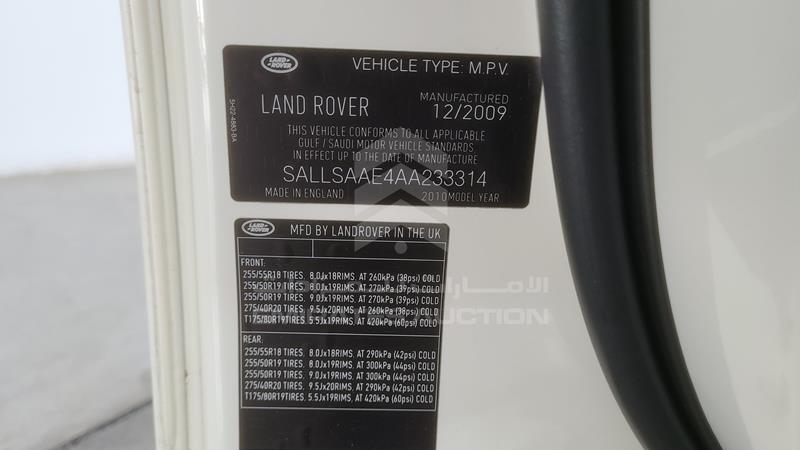 LAND ROVER
VEHICLE TYPE: M.P.V.
LAND ROVER
MANUFACTURED
12/2009
THIS VEHICLE CONFORMS TO ALL APPLICABLE
GULF / SAUDI MOTOR VEHICLE STANDARDS
IN EFFECT UP TO THE DATE OF MANUFACTURE
SALLSAAE4AA233314
MADE IN ENGLAND
2010 MODEL YEAR
LAND ROVER
MFD BY LANDROVER IN THE UK
FRONT:
255/55R18 TIRES. 8.0Jx18RIMS. AT 260kPa (38psi) COLD
255/50R19 TIRES. 8.0Jx19RIMS. AT 270kPa (39psi) COLD
255/50R19 TIRES. 9.0Jx19RIMS. AT 270kPa (39psi) COLD
275/40R20 TIRES. 9.5Jx20RIMS. AT 260kPa (38psi) COLD
T175/80R19TIRES. 5.5Jx19RIMS. AT 420kPa (60psi) COLD
REAR:
255/55R18 TIRES. 8.0Jx18RIMS. AT 290kPa (42psi) COLD
255/50R19 TIRES. 8.0Jx19RIMS. AT 300kPa (44psi) COLD
255/50R19 TIRES. 9.0Jx19RIMS. AT 300kPa (44psi) COLD
275/40R20 TIRES. 9.5Jx20RIMS. AT 290kPa (42psi) COLD
T175/80R19TIRES. 5.5Jx19RIMS. AT 420kPa (60psi) COLD